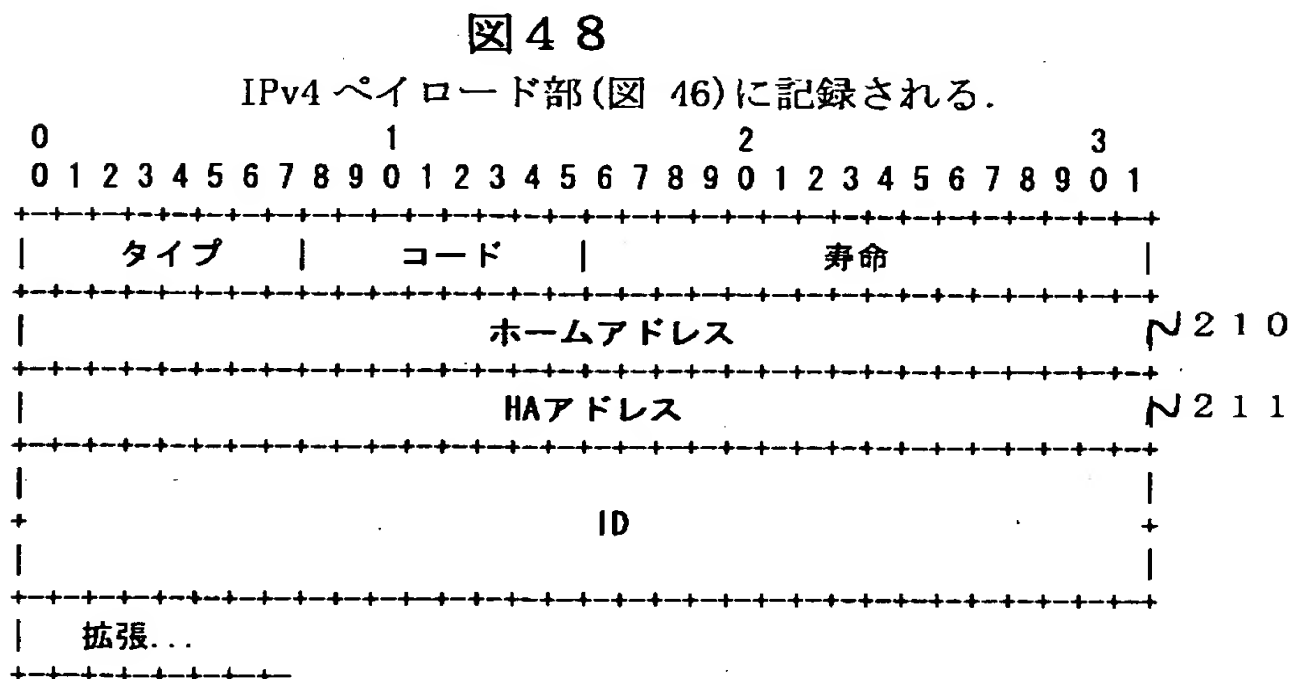 図４８
IPv4 ペイロード部(図 46)に記録される.
0 1 2 3
0 1 2 3 4 5 6 7 8 9 0 1 2 3 4 5 6 7 8 9 0 1 2 3 4 5 6 7 8 9 0 1
+-+-+-+-+-+-+-+-+-+-+-+-+-+-+-+-+-+-+-+-+-+-+-+-+-+-+-+-+-+-+-+-+
| タイプ | コード | 寿命 |
+-+-+-+-+-+-+-+-+-+-+-+-+-+-+-+-+-+-+-+-+-+-+-+-+-+-+-+-+-+-+-+-+
| ホームアドレス | 210
+-+-+-+-+-+-+-+-+-+-+-+-+-+-+-+-+-+-+-+-+-+-+-+-+-+-+-+-+-+-+-+-+
| HAアドレス | 211
+-+-+-+-+-+-+-+-+-+-+-+-+-+-+-+-+-+-+-+-+-+-+-+-+-+-+-+-+-+-+-+-+
| |
+ ID +
| |
+-+-+-+-+-+-+-+-+-+-+-+-+-+-+-+-+-+-+-+-+-+-+-+-+-+-+-+-+-+-+-+-+
| 拡張...
+-+-+-+-+-+-+-+-